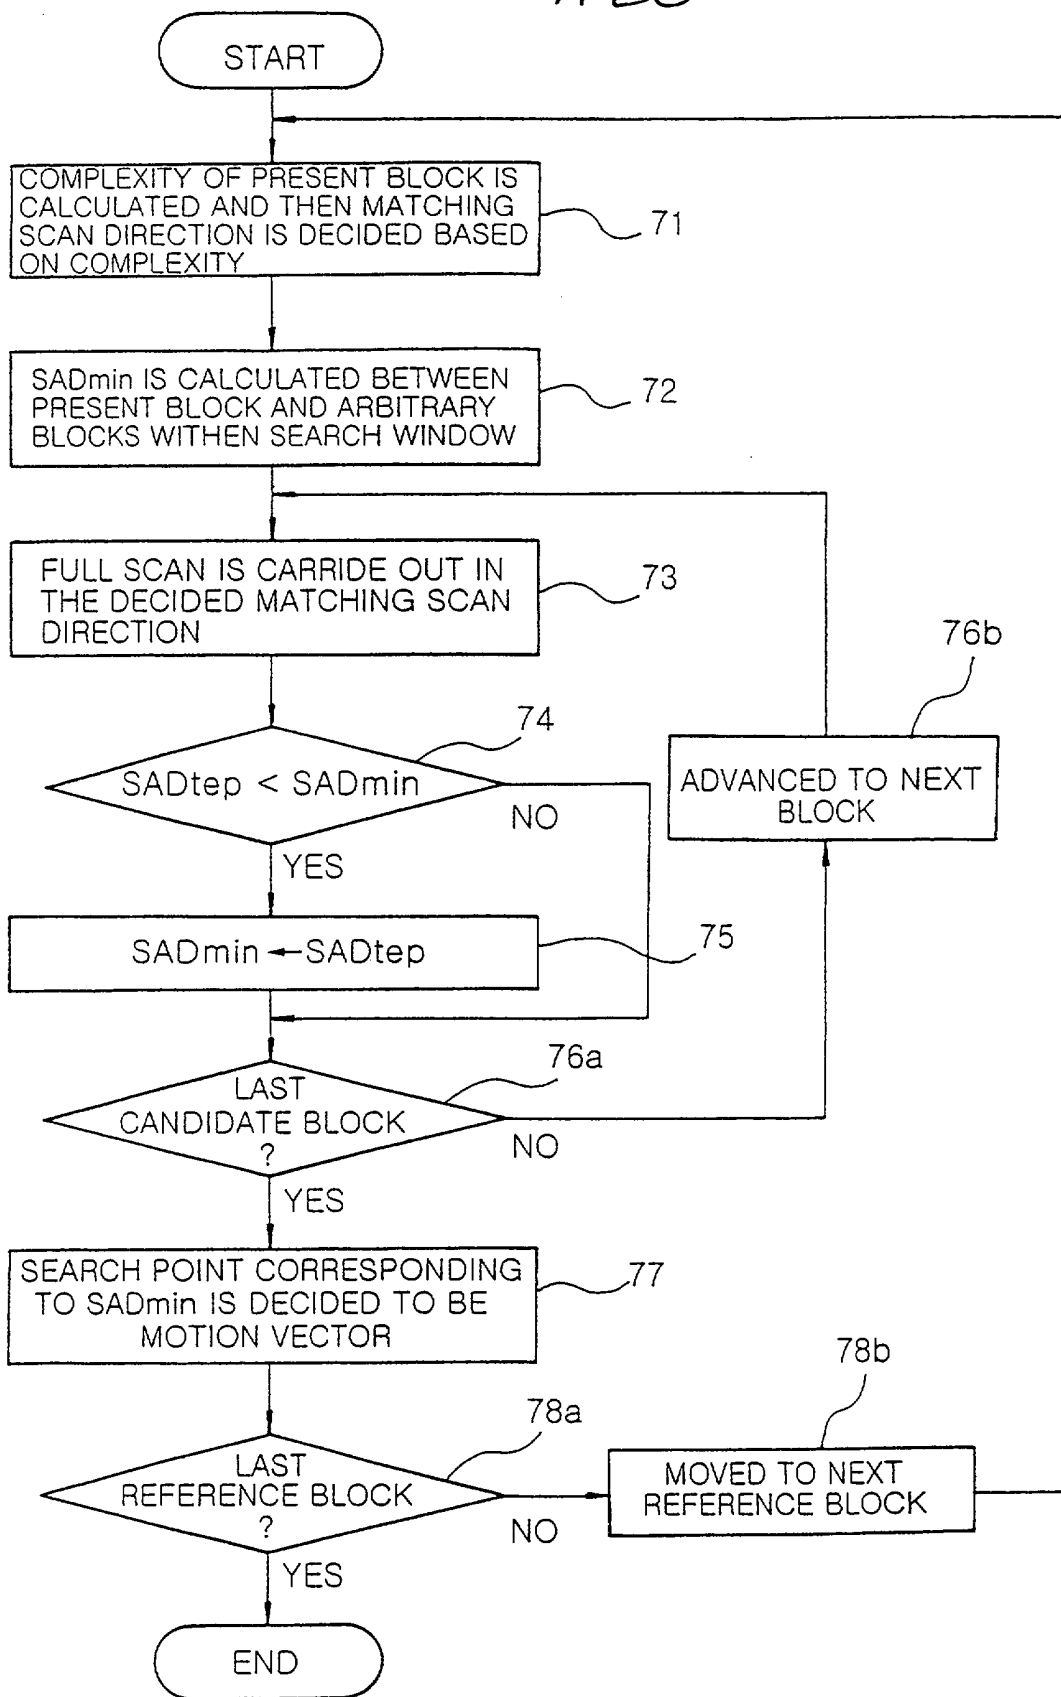 START
COMPLEXITY OF PRESENT BLOCK IS
CALCULATED AND THEN MATCHING
SCAN DIRECTION IS DECIDED BASED
ON COMPLEXITY
71
SADmin IS CALCULATED BETWEEN
PRESENT BLOCK AND ARBITRARY
BLOCKS WITHEN SEARCH WINDOW
72
FULL SCAN IS CARRIDE OUT IN
THE DECIDED MATCHING SCAN
DIRECTION
73
76b
74
SADtep < SADmin
NO
YES
ADVANCED TO NEXT
BLOCK
SADmin ← SADtep
75
76a
LAST
CANDIDATE BLOCK
?
NO
YES
SEARCH POINT CORRESPONDING
TO SADmin IS DECIDED TO BE
MOTION VECTOR
77
78b
78a
LAST
REFERENCE BLOCK
?
NO
YES
MOVED TO NEXT
REFERENCE BLOCK
END